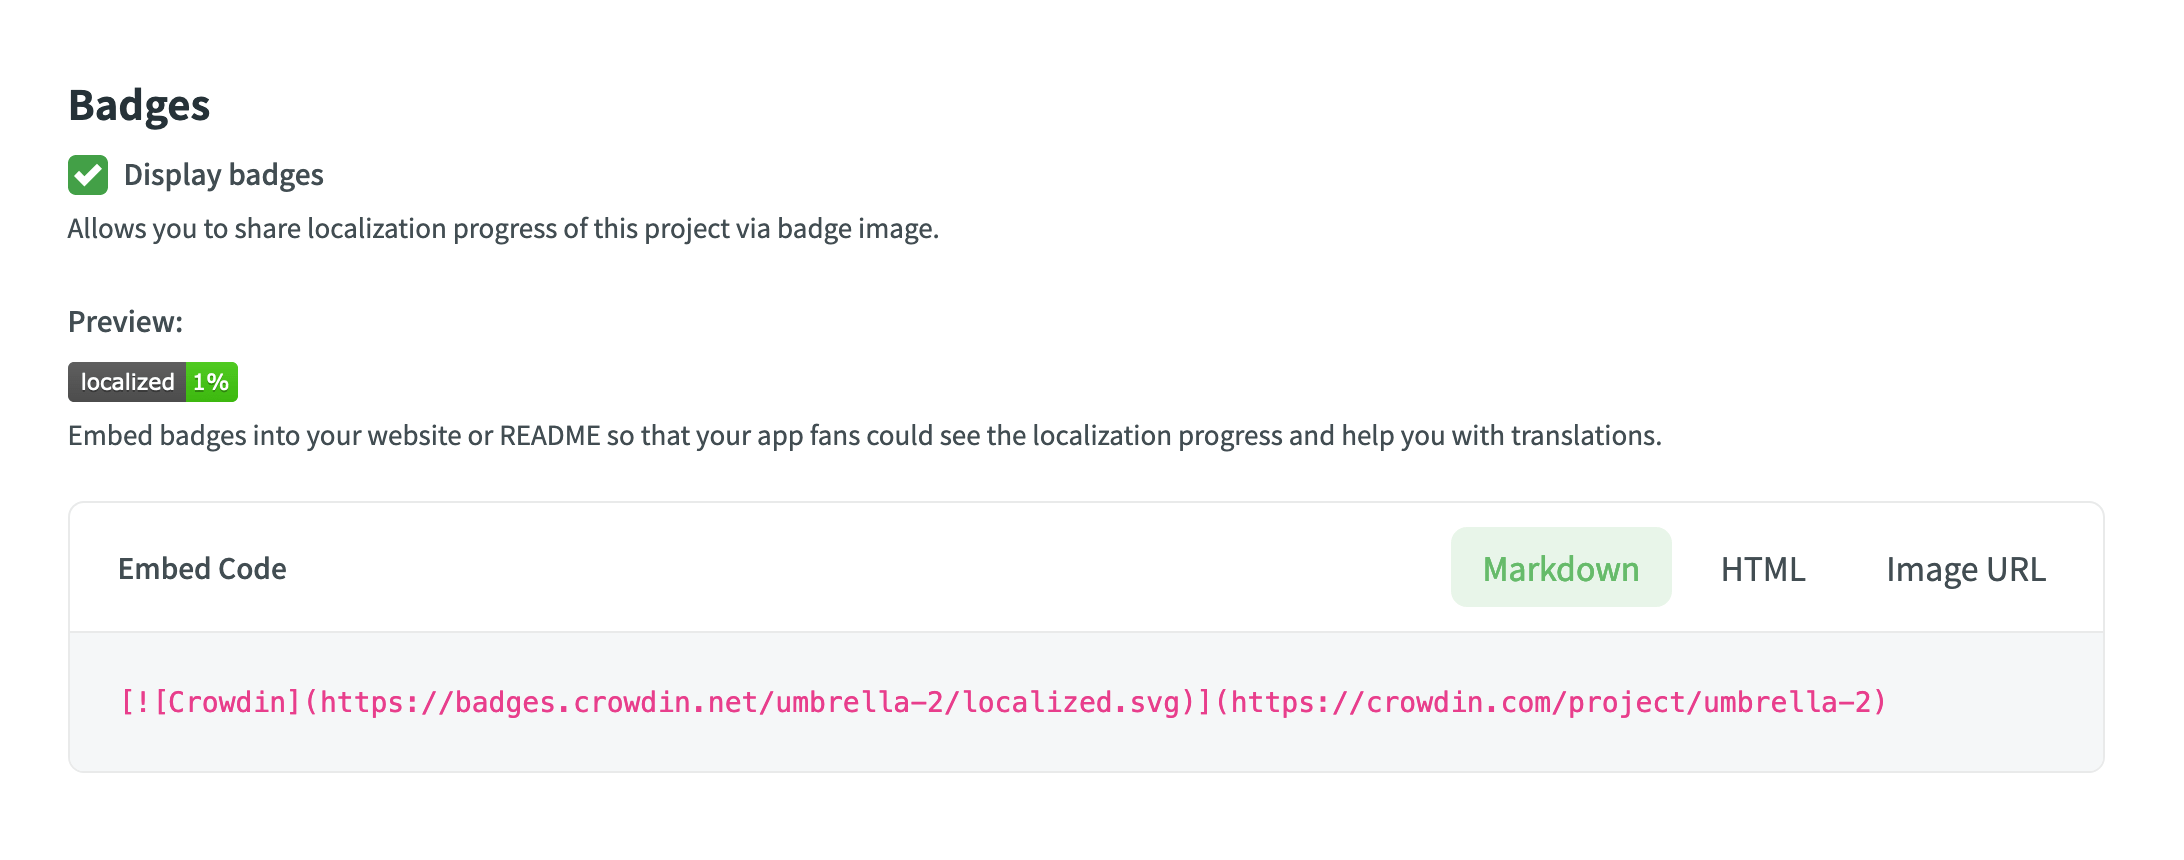 Badges
Display badges
Allows you to share localization progress of this project via badge image.
Preview:
localized 1%
Embed badges into your website or README so that your app fans could see the localization progress and help you with translations.
Embed Code Markdown HTML Image URL
[![Crowdin](https://badges.crowdin.net/umbrella-2/localized.svg)](https://crowdin.com/project/umbrella-2)